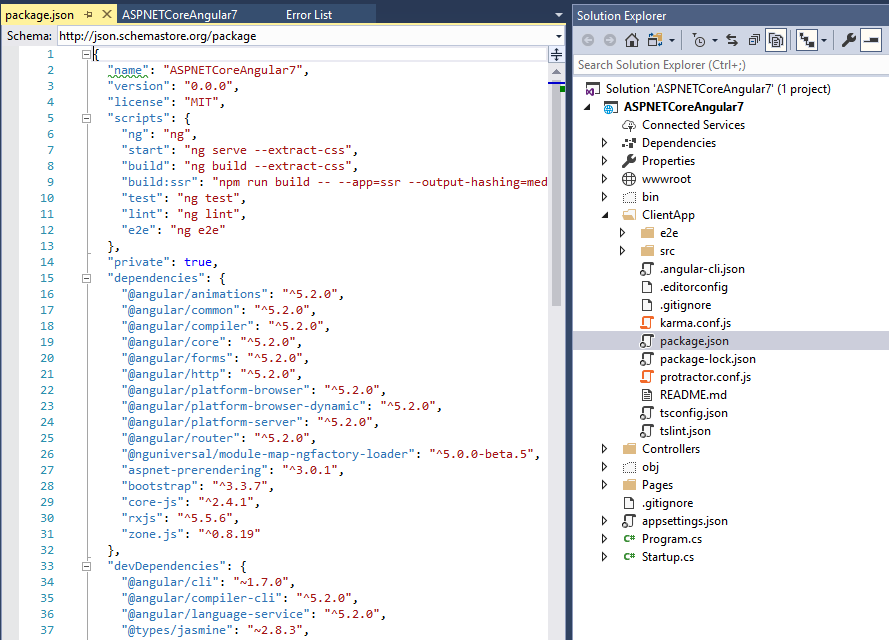 package.json
ASPNETCoreAngular7
Error List
Schema: http://json.schemastore.org/package
1 {
2 "name": "ASPNETCoreAngular7",
3 "version": "0.0.0",
4 "license": "MIT",
5 "scripts": {
6 "ng": "ng",
7 "start": "ng serve --extract-css",
8 "build": "ng build --extract-css",
9 "build:ssr": "npm run build -- --app=ssr --output-hashing=med
10 "test": "ng test",
11 "lint": "ng lint",
12 "e2e": "ng e2e"
13 },
14 "private": true,
15 "dependencies": {
16 "@angular/animations": "^5.2.0",
17 "@angular/common": "^5.2.0",
18 "@angular/compiler": "^5.2.0",
19 "@angular/core": "^5.2.0",
20 "@angular/forms": "^5.2.0",
21 "@angular/http": "^5.2.0",
22 "@angular/platform-browser": "^5.2.0",
23 "@angular/platform-browser-dynamic": "^5.2.0",
24 "@angular/platform-server": "^5.2.0",
25 "@angular/router": "^5.2.0",
26 "@nguniversal/module-map-ngfactory-loader": "^5.0.0-beta.5",
27 "aspnet-prerendering": "^3.0.1",
28 "bootstrap": "^3.3.7",
29 "core-js": "^2.4.1",
30 "rxjs": "^5.5.6",
31 "zone.js": "^0.8.19"
32 },
33 "devDependencies": {
34 "@angular/cli": "~1.7.0",
35 "@angular/compiler-cli": "^5.2.0",
36 "@angular/language-service": "^5.2.0",
37 "@types/jasmine": "~2.8.3",
Solution Explorer
Search Solution Explorer (Ctrl+;)
Solution 'ASPNETCoreAngular7' (1 project)
ASPNETCoreAngular7
Connected Services
Dependencies
Properties
wwwroot
bin
ClientApp
e2e
src
.angular-cli.json
.editorconfig
.gitignore
karma.conf.js
package.json
package-lock.json
protractor.conf.js
README.md
tsconfig.json
tslint.json
Controllers
obj
Pages
.gitignore
appsettings.json
C# Program.cs
C# Startup.cs